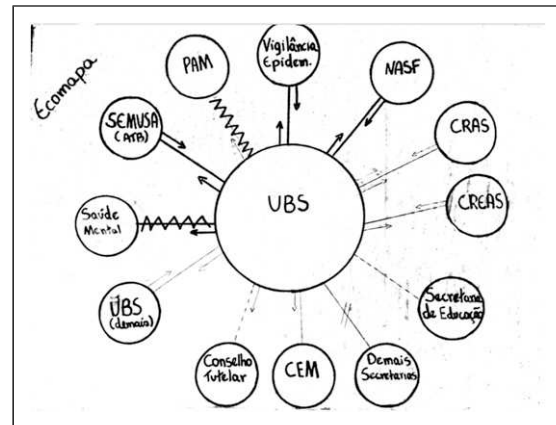 Ecomapa
PAM
Vigilância
Epidem.
NASF
SEMUSA
(ATB)
CRAS
UBS
CREAS
Saúde
Mental
UBS
(demais)
Secretaria
de Educação
Conselho
Tutelar
CEM
Demais
Secretarias